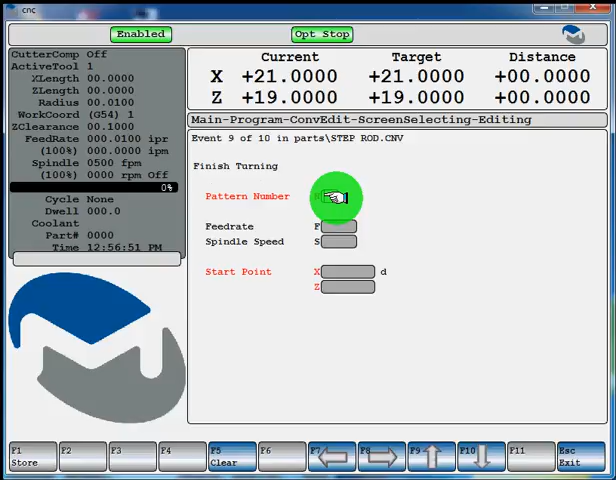 cnc
Enabled
Opt Stop
CutterComp Off
ActiveTool 1
XLength 00.0000
ZLength 00.0000
Radius 00.0100
WorkCoord (G54) 1
ZClearance 00.1000
FeedRate 000.0100 ipr
(100%) 000.0000 ipm
Spindle 0500 fpm
(100%) 0000 rpm Off
0%
Cycle None
Dwell 000.0
Coolant
Part# 0000
Time 12:56:51 PM
Current Target Distance
X +21.0000 +21.0000 +00.0000
Z +19.0000 +19.0000 +00.0000
Main-Program-ConvEdit-ScreenSelecting-Editing
Event 9 of 10 in parts\STEP ROD.CNV
Finish Turning
Pattern Number
Feedrate F
Spindle Speed S
Start Point X d
Z
F1 Store
F2
F3
F4
F5 Clear
F6
F7
F8
F9
F10
F11
Esc Exit